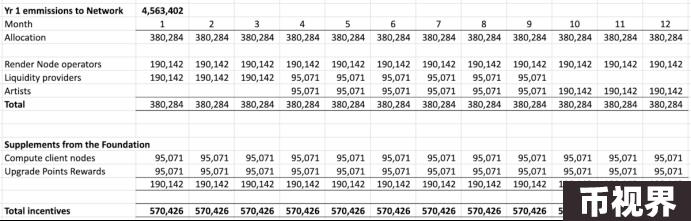 Yr 1 emmissions to Network 4,563,402
Month 1 2 3 4 5 6 7 8 9 10 11 12
Allocation 380,284 380,284 380,284 380,284 380,284 380,284 380,284 380,284 380,284 380,284 380,284 380,284
Render Node operators 190,142 190,142 190,142 190,142 190,142 190,142 190,142 190,142 190,142 190,142 190,142 190,142
Liquidity providers 190,142 190,142 190,142 95,071 95,071 95,071 95,071 95,071 95,071
Artists 95,071 95,071 95,071 95,071 95,071 95,071 190,142 190,142 190,142
Total 380,284 380,284 380,284 380,284 380,284 380,284 380,284 380,284 380,284 380,284 380,284 380,284
Supplements from the Foundation
Compute client nodes 95,071 95,071 95,071 95,071 95,071 95,071 95,071 95,071 95,071 95,071 95,071 95,071
Upgrade Points Rewards 95,071 95,071 95,071 95,071 95,071 95,071 95,071 95,071 95,071 95,071 95,071 95,071
190,142 190,142 190,142 190,142 190,142 190,142 190,142 190,142 190,142
Total incentives 570,426 570,426 570,426 570,426 570,426 570,426 570,426 570,426 570,426
币视界